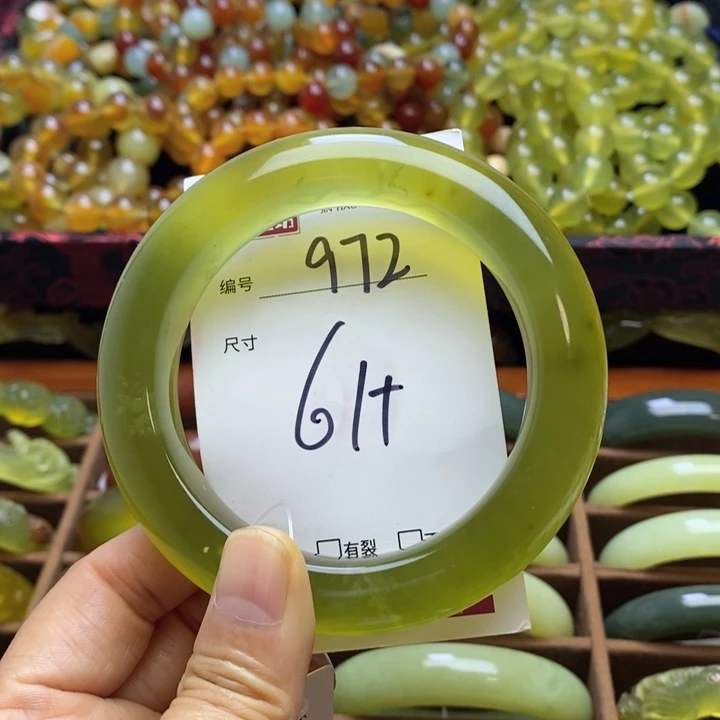 编号 972
尺寸
61+
有裂